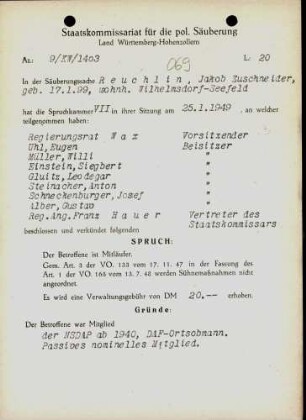 Staatskommissariat für die pol. Säuberung
Land Württemberg-Hohenzollern
Az.: 9/XV/1403
069
L 20
In der Säuberungssache Reuchlin, Jakob Zuschneider,
geb. 17.1.99, wohnh. Wilhelmsdorf-Seefeld
hat die Spruchkammer VII in ihrer Sitzung am 25.1.1949, an welcher
teilgenommen haben:
Regierungsrat Wax Vorsitzender
Uhl, Eugen Beisitzer
Müller, Willi "
Einstein, Siegbert "
Gluitz, Leodegar "
Steinacher, Anton "
Schneckenburger, Josef "
Alber, Gustav "
Reg.Ang. Franz Hauer Vertreter des
Staatskommissars
beschlossen und verkündet folgenden
SPRUCH:
Der Betroffene ist Mitläufer.
Gem. Art. 3 der VO. 133 vom 17. 11. 47 in der Fassung des
Art. 1 der VO. 165 vom 13. 7. 48 werden Sühnemaßnahmen nicht
angeordnet.
Es wird eine Verwaltungsgebühr von DM 20.-- erhoben.
Gründe:
Der Betroffene war Mitglied
der NSDAP ab 1940, DAF-Ortsobmann.
Passives nominelles Mitglied.